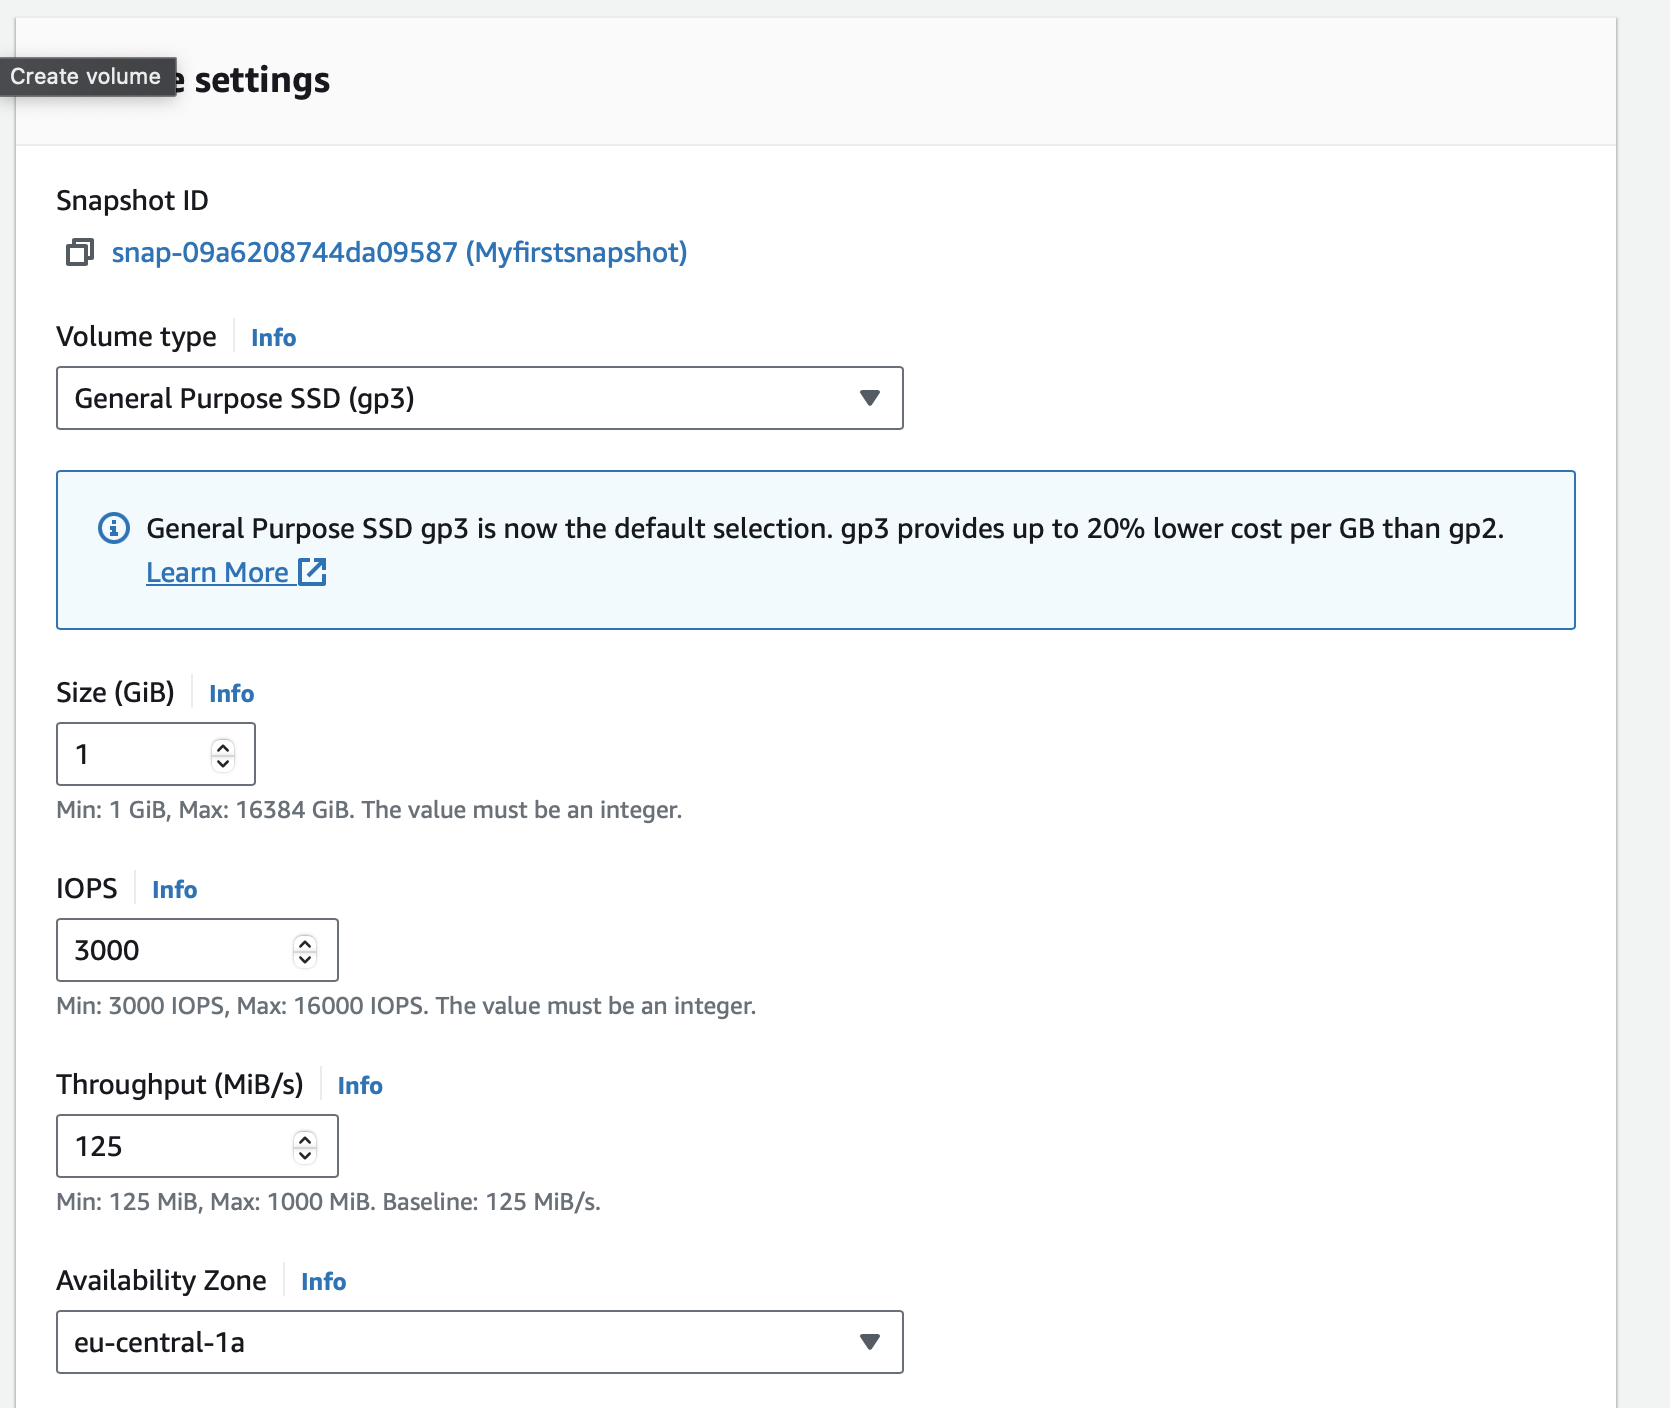 Create volume
e settings
Snapshot ID
snap-09a6208744da09587 (Myfirstsnapshot)
Volume type Info
General Purpose SSD (gp3)
General Purpose SSD gp3 is now the default selection. gp3 provides up to 20% lower cost per GB than gp2.
Learn More
Size (GiB) Info
1
Min: 1 GiB, Max: 16384 GiB. The value must be an integer.
IOPS Info
3000
Min: 3000 IOPS, Max: 16000 IOPS. The value must be an integer.
Throughput (MiB/s) Info
125
Min: 125 MiB, Max: 1000 MiB. Baseline: 125 MiB/s.
Availability Zone Info
eu-central-1a